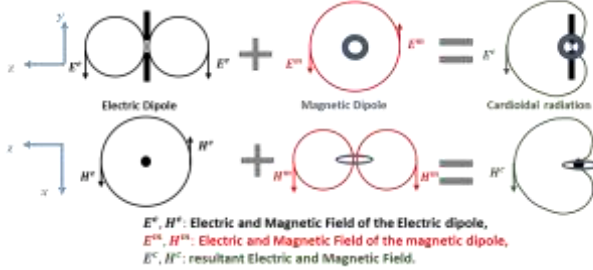 y
z
E^e
E^e
E^m
E^m
E^c
Electric Dipole
Magnetic Dipole
Cardioidal radiation
z
x
H^e
H^e
H^m
H^m
H^c
E^e, H^e: Electric and Magnetic Field of the Electric dipole,
E^m, H^m: Electric and Magnetic Field of the magnetic dipole,
E^c, H^c: resultant Electric and Magnetic Field.